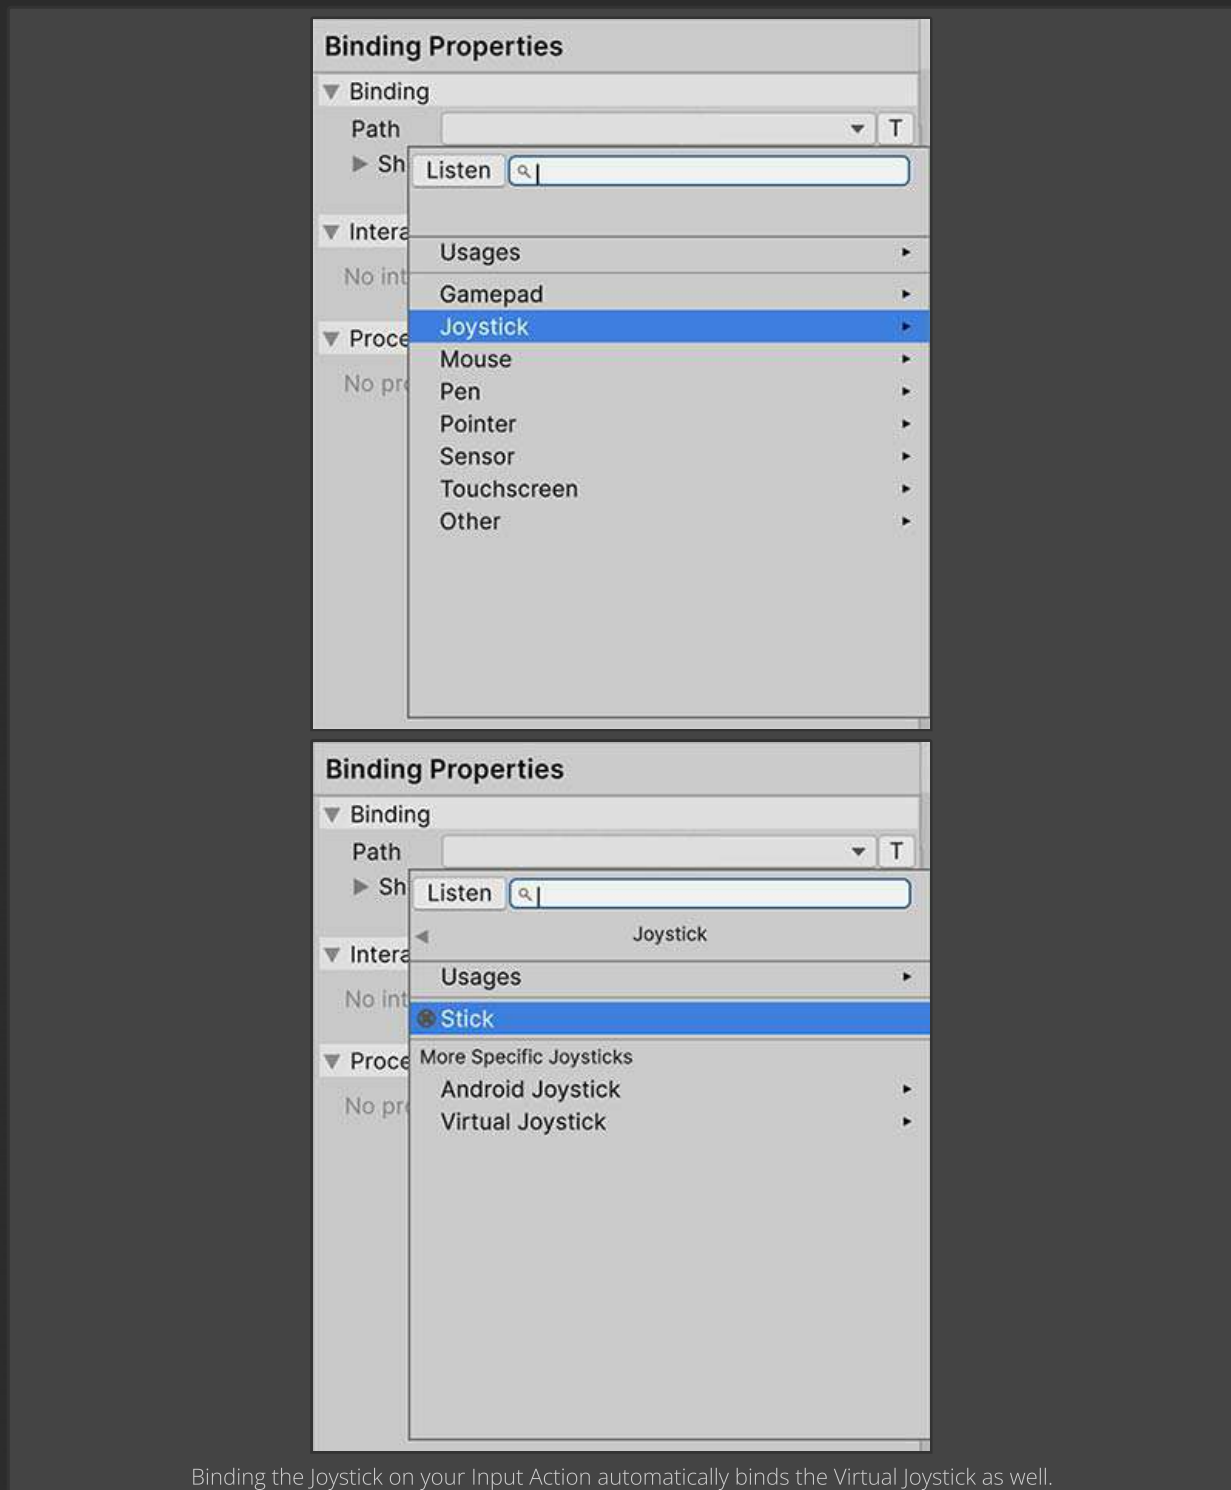 Binding Properties
Binding
Path T
Sh Listen
Usages
Intera
No int
Gamepad
Joystick
Proce
Mouse
No pro
Pen
Pointer
Sensor
Touchscreen
Other
Binding Properties
Binding
Path T
Sh Listen
Joystick
Intera
Usages
No int
Stick
Proce
More Specific Joysticks
Android Joystick
No pro
Virtual Joystick
Binding the Joystick on your Input Action automatically binds the Virtual Joystick as well.